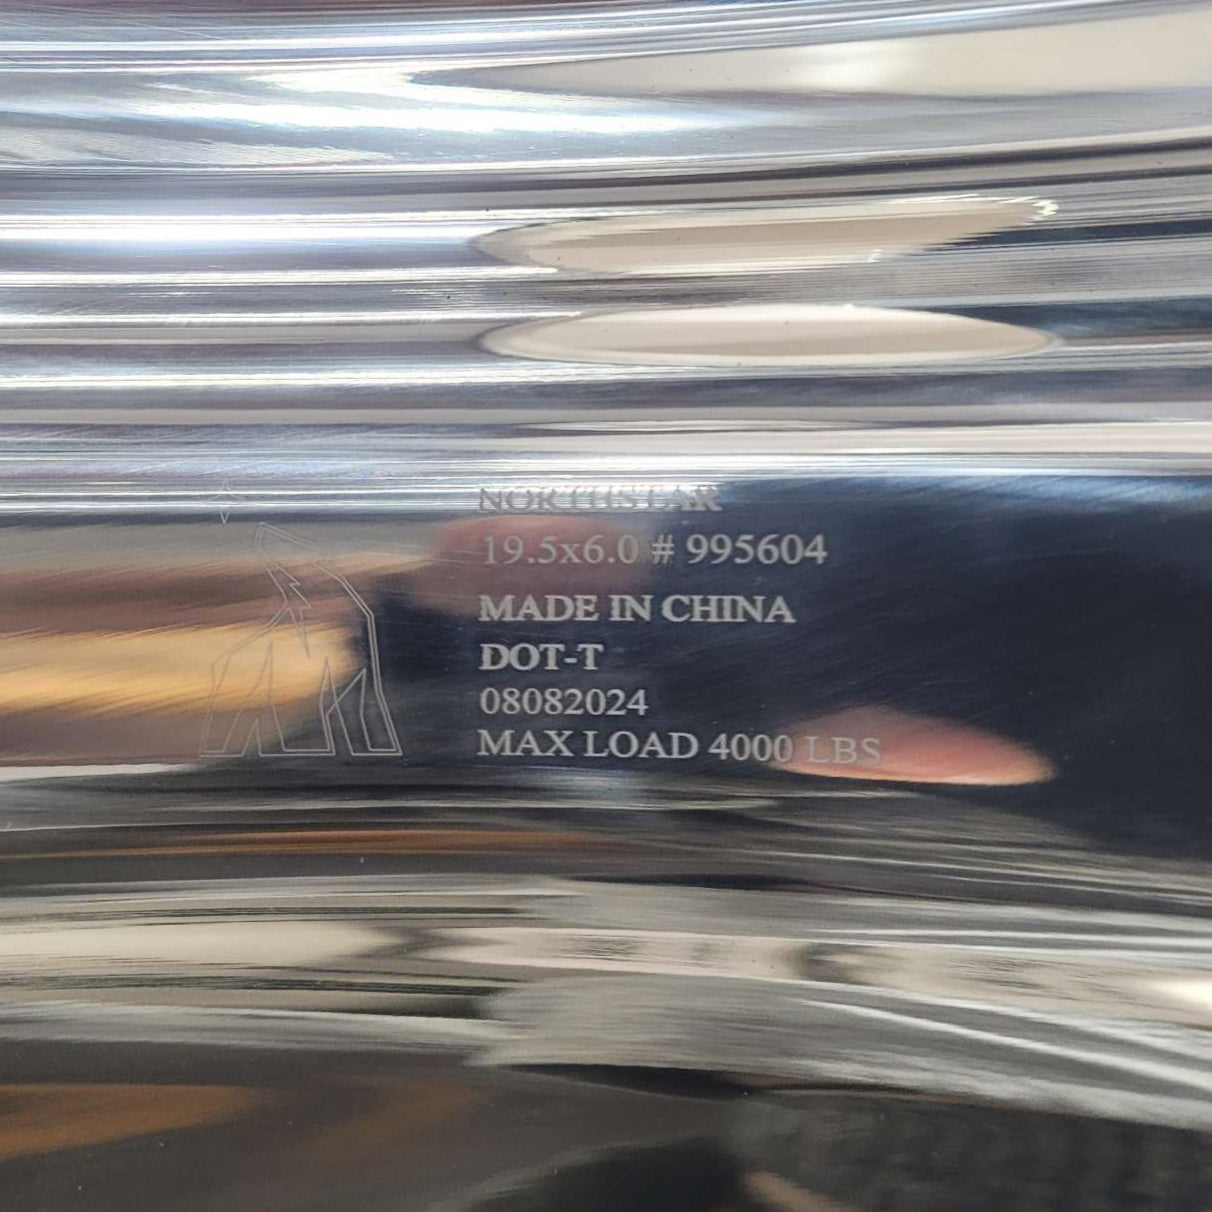 NORTHSTAR
19.5x6.0 # 995604
MADE IN CHINA
DOT-T
08082024
MAX LOAD 4000 LBS